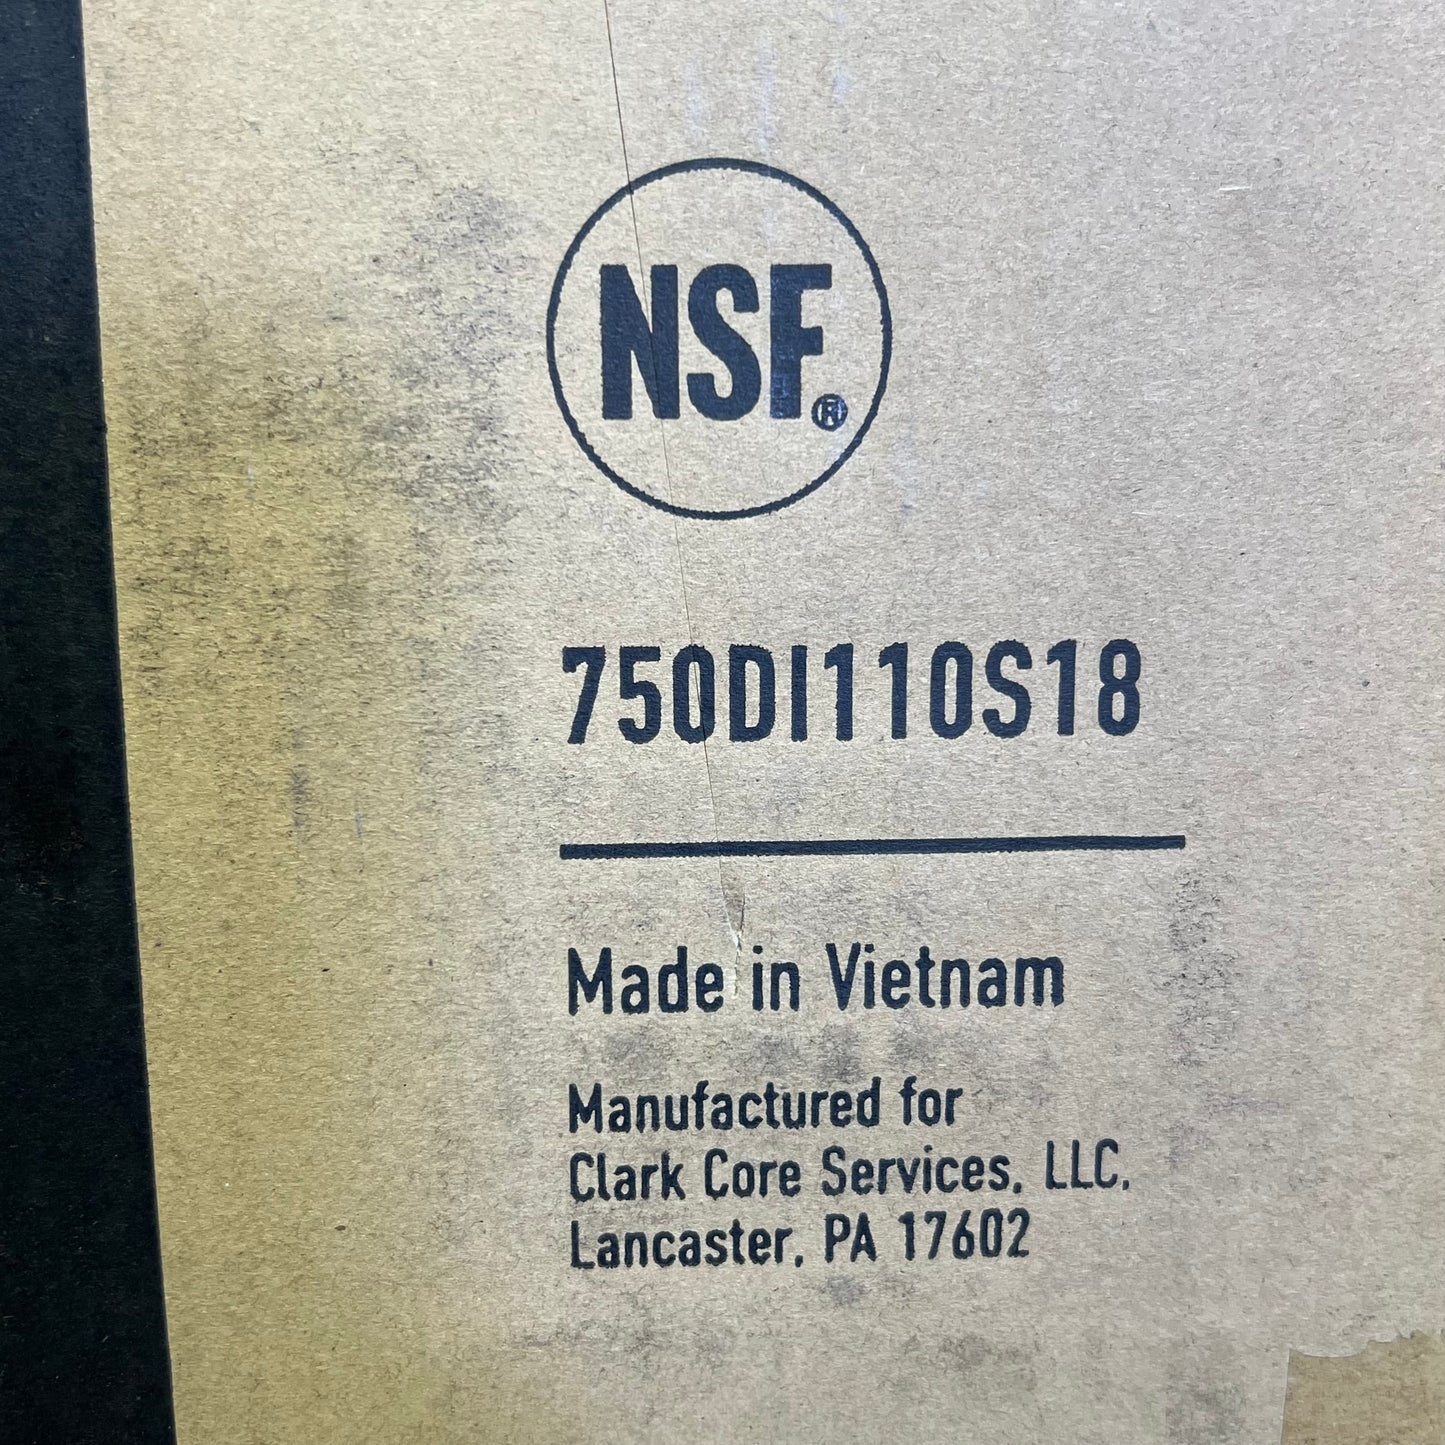 NSF®
750DI110S18
Made in Vietnam
Manufactured for
Clark Core Services, LLC,
Lancaster, PA 17602